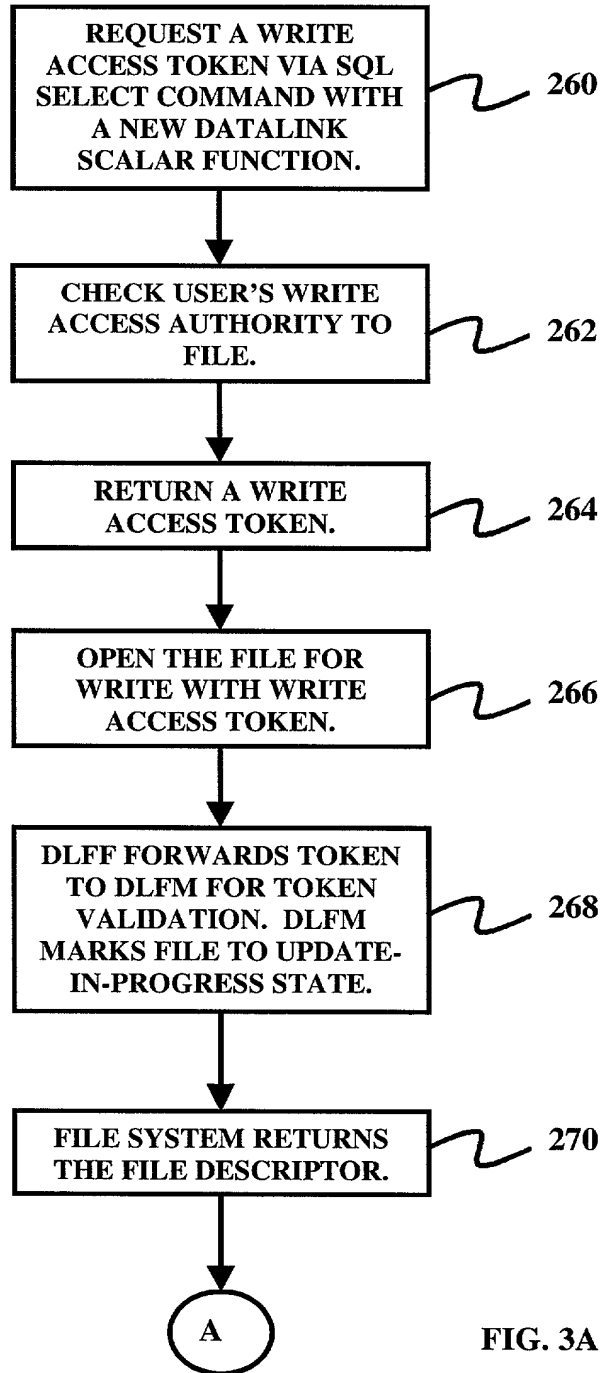 REQUEST A WRITE
ACCESS TOKEN VIA SQL
SELECT COMMAND WITH
A NEW DATALINK
SCALAR FUNCTION.
260
CHECK USER'S WRITE
ACCESS AUTHORITY TO
FILE.
262
RETURN A WRITE
ACCESS TOKEN.
264
OPEN THE FILE FOR
WRITE WITH WRITE
ACCESS TOKEN.
266
DLFF FORWARDS TOKEN
TO DLFM FOR TOKEN
VALIDATION. DLFM
MARKS FILE TO UPDATE-
IN-PROGRESS STATE.
268
FILE SYSTEM RETURNS
THE FILE DESCRIPTOR.
270
A
FIG. 3A